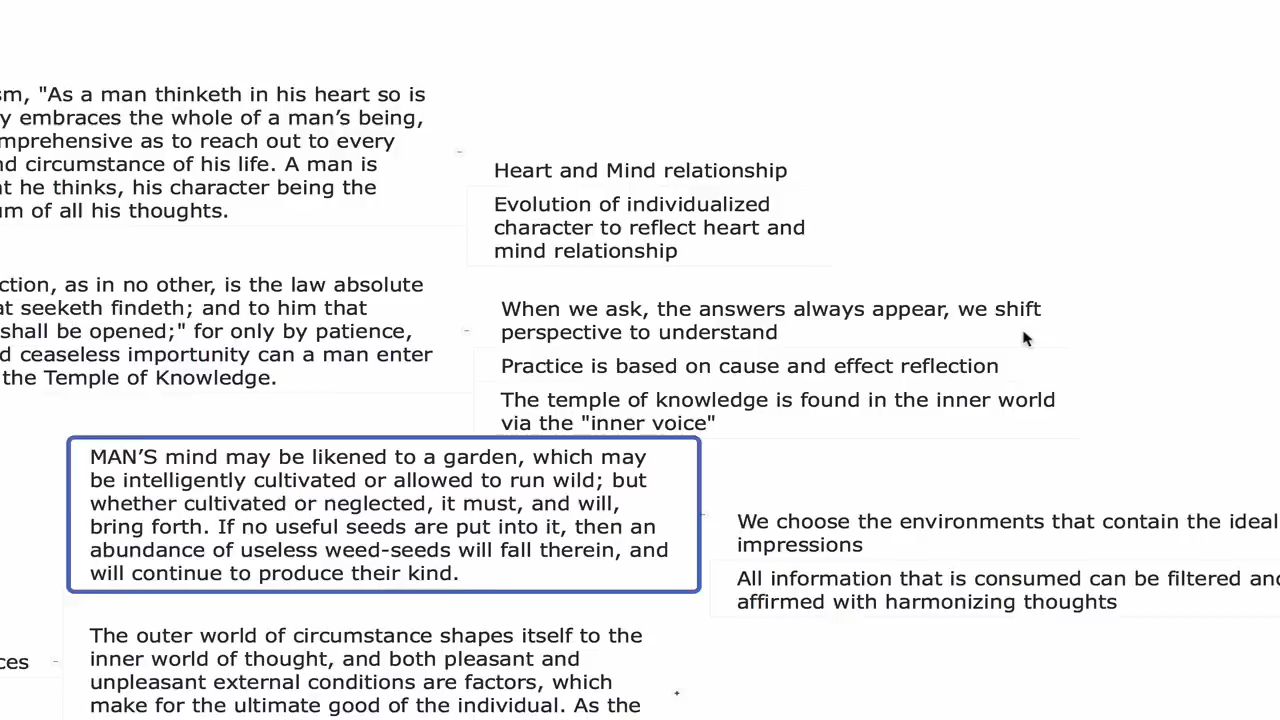 sm, "As a man thinketh in his heart so is
y embraces the whole of a man’s being,
mprehensive as to reach out to every
nd circumstance of his life. A man is
at he thinks, his character being the
um of all his thoughts.
Heart and Mind relationship
Evolution of individualized
character to reflect heart and
mind relationship
ction, as in no other, is the law absolute
at seeketh findeth; and to him that
shall be opened;" for only by patience,
d ceaseless importunity can a man enter
the Temple of Knowledge.
When we ask, the answers always appear, we shift
perspective to understand
Practice is based on cause and effect reflection
The temple of knowledge is found in the inner world
via the "inner voice"
MAN’S mind may be likened to a garden, which may
be intelligently cultivated or allowed to run wild; but
whether cultivated or neglected, it must, and will,
bring forth. If no useful seeds are put into it, then an
abundance of useless weed-seeds will fall therein, and
will continue to produce their kind.
We choose the environments that contain the ideal
impressions
All information that is consumed can be filtered and
affirmed with harmonizing thoughts
ces
The outer world of circumstance shapes itself to the
inner world of thought, and both pleasant and
unpleasant external conditions are factors, which
make for the ultimate good of the individual. As the